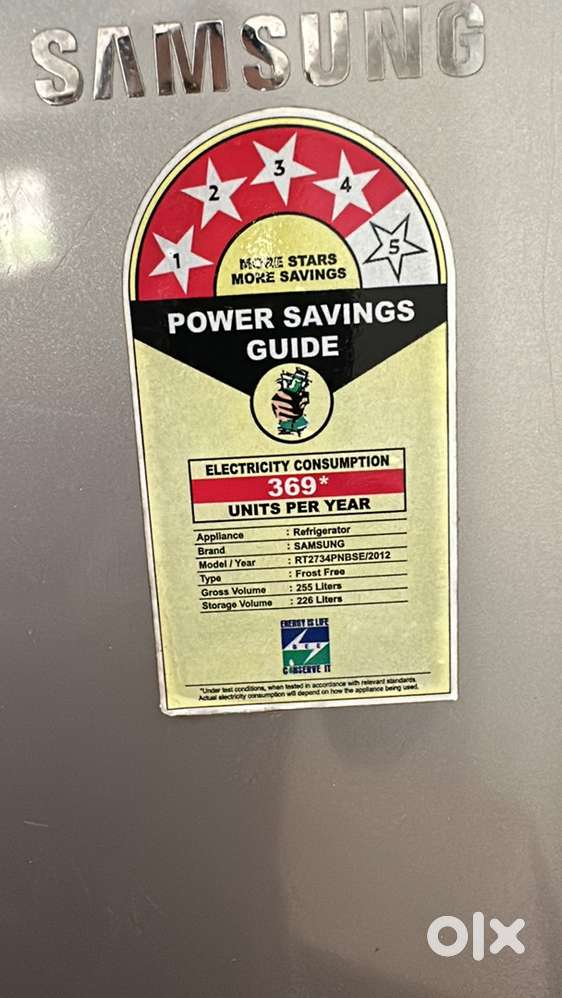 SAMSUNG
1 2 3 4 5
MORE STARS
MORE SAVINGS
POWER SAVINGS
GUIDE
ELECTRICITY CONSUMPTION
369*
UNITS PER YEAR
Appliance : Refrigerator
Brand : SAMSUNG
Model / Year : RT2734PNBSE/2012
Type : Frost Free
Gross Volume : 255 Liters
Storage Volume : 226 Liters
ENERGY IS LIFE
BEE
CONSERVE IT
*Under test conditions, when tested in accordance with relevant standards.
Actual electricity consumption will depend on how the appliance being used.
olx